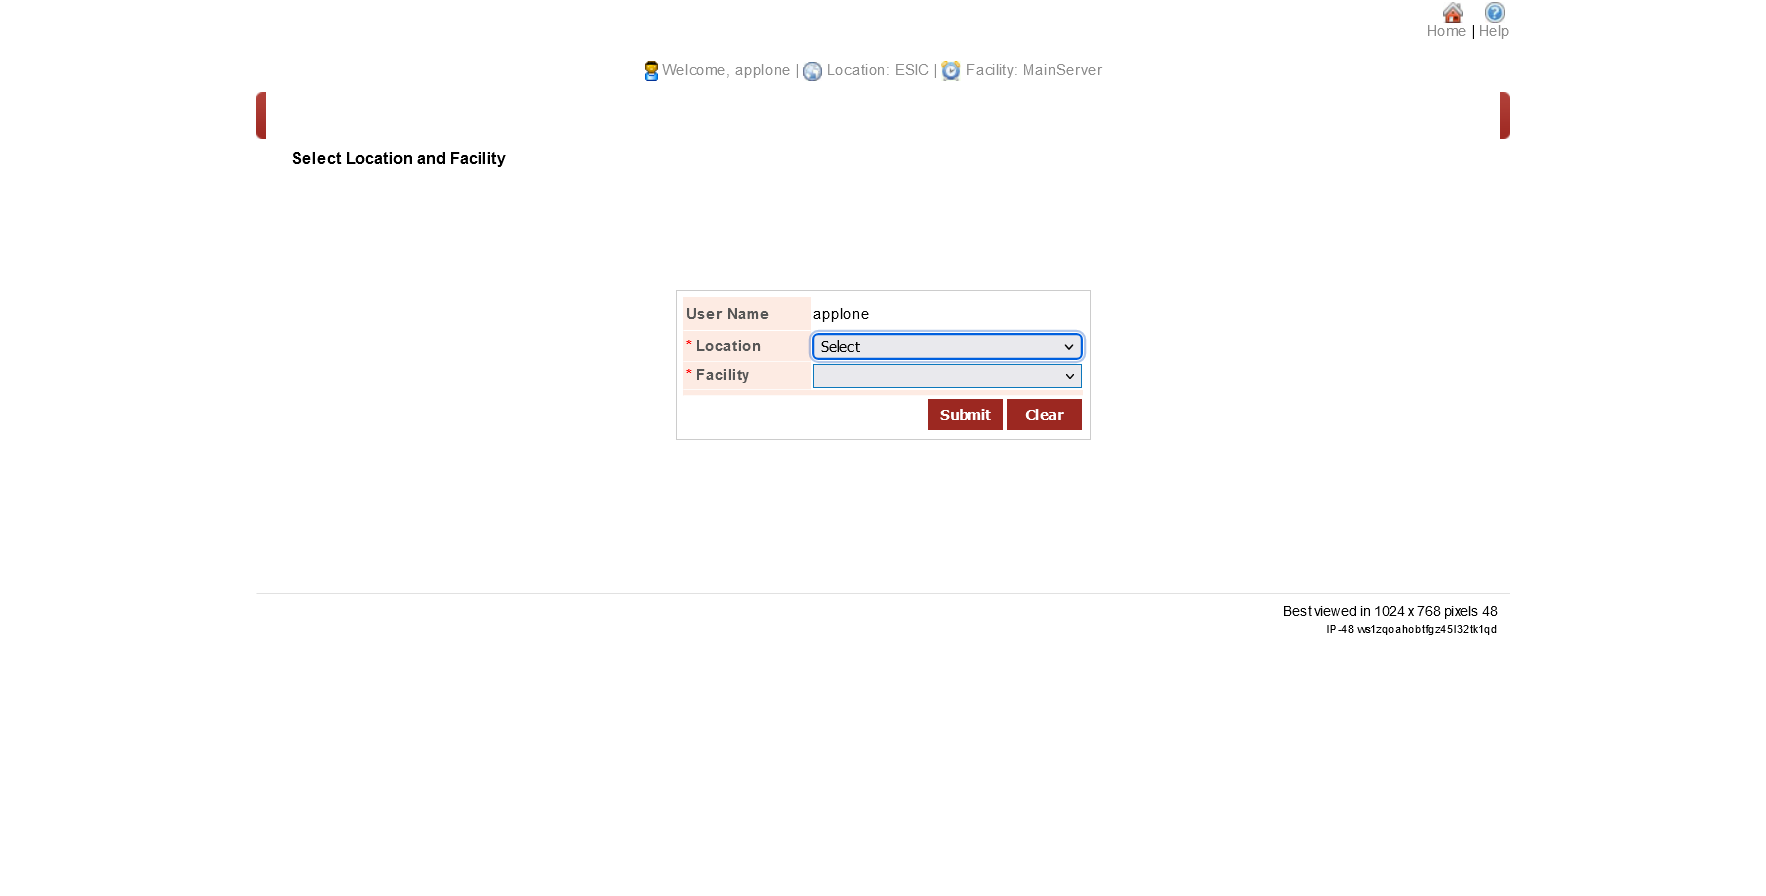 Home | Help
Welcome, applone | Location: ESIC | Facility: MainServer
Select Location and Facility
User Name applone
* Location Select
* Facility
Submit Clear
Best viewed in 1024 x 768 pixels 48
IP-48 ws1zqoahobtfgz45l32tk1qd